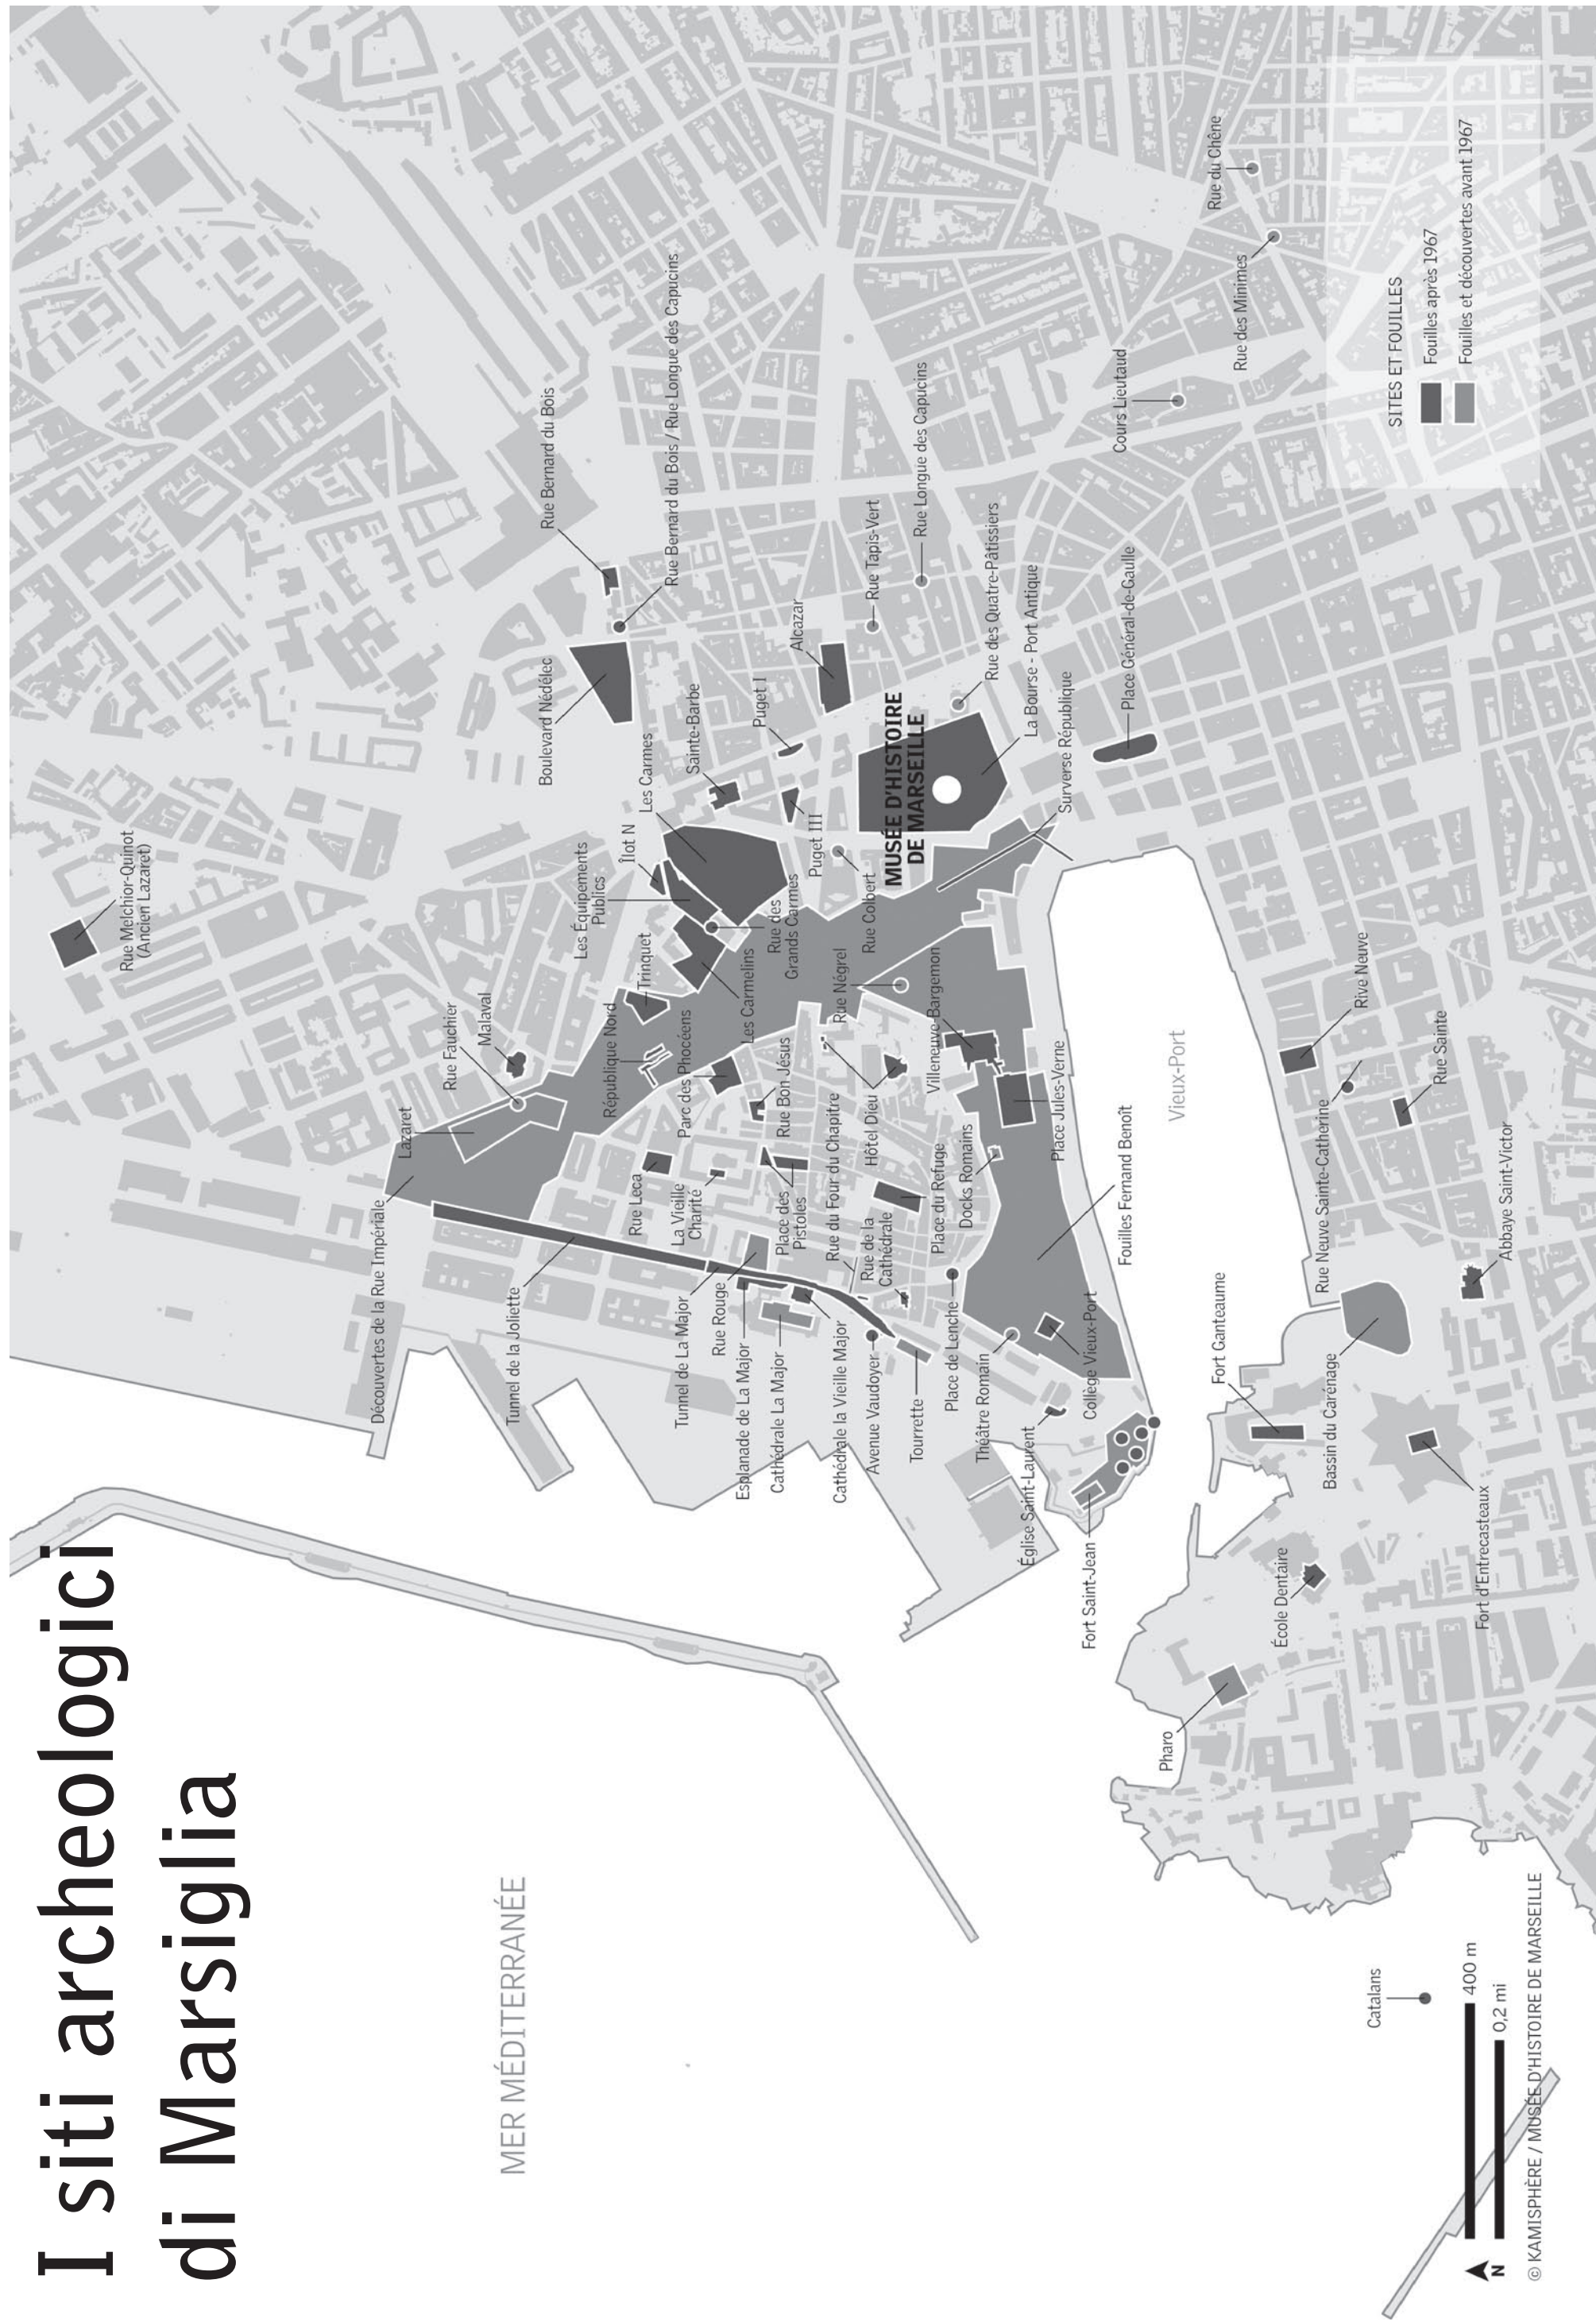 I siti archeologici
di Marsiglia
MER MÉDITERRANÉE
Rue Melchior-Quinot
(Ancien Lazaret)
Découvertes de la Rue Impériale
Lazaret
Rue Fauchier
Malaval
Tunnel de la Joliette
Boulevard Nédélec
Rue Bernard du Bois
Rue Bernard du Bois / Rue Longue des Capucins
Les Équipements
Publics
Îlot N
Les Carmes
Sainte-Barbe
Puget I
Alcazar
République Nord
Trinquet
Rue Leca
Parc des Phocéens
La Vieille
Charité
Les Carmelins
Rue des
Grands Carmes
Puget III
Rue Tapis-Vert
Rue Longue des Capucins
Tunnel de La Major
Rue Rouge
Esplanade de La Major
Cathédrale La Major
Place des
Pistoles
Rue Bon Jésus
Rue du Four du Chapitre
Rue Négrel
Rue Colbert
MUSÉE D'HISTOIRE
DE MARSEILLE
Rue des Quatre-Pâtissiers
La Bourse - Port Antique
Cathédrale la Vieille Major
Avenue Vaudoyer
Rue de la
Cathédrale
Hôtel Dieu
Tourrette
Place de Lenche
Place du Refuge
Docks Romains
Villeneuve-Bargemon
Surverse République
Place Général-de-Gaulle
Théâtre Romain
Église Saint-Laurent
Collège Vieux-Port
Place Jules-Verne
Fouilles Fernand Benoît
Fort Saint-Jean
Vieux-Port
Cours Lieutaud
Rue du Chêne
Rue des Minimes
Pharo
Fort Ganteaume
École Dentaire
Bassin du Carénage
Rue Neuve-Sainte-Catherine
Rive Neuve
Rue Sainte
Abbaye Saint-Victor
Fort d'Entrecasteaux
Catalans
SITES ET FOUILLES
Fouilles après 1967
Fouilles et découvertes avant 1967
N
400 m
0,2 mi
© KAMISPHÈRE / MUSÉE D'HISTOIRE DE MARSEILLE